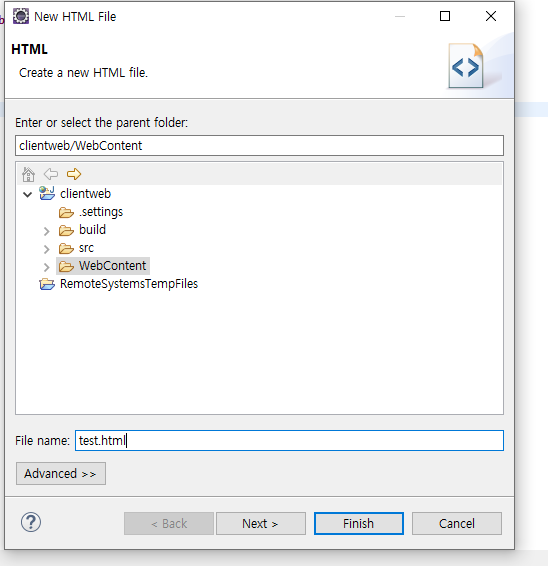 New HTML File
HTML
Create a new HTML file.
Enter or select the parent folder:
clientweb/WebContent
clientweb
.settings
build
src
WebContent
RemoteSystemsTempFiles
File name: test.html
Advanced >>
< Back Next > Finish Cancel